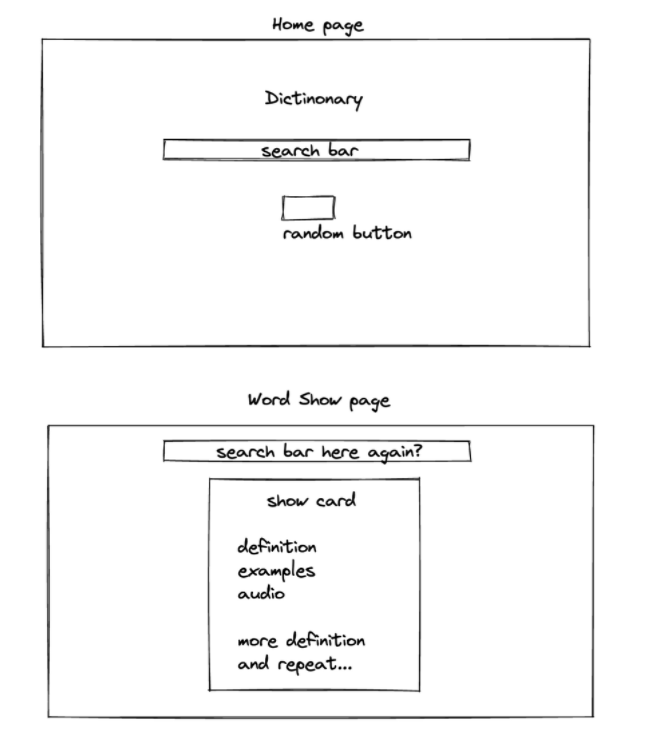 Home page
Dictinonary
search bar
random button
Word Show page
search bar here again?
show card
definition
examples
audio
more definition
and repeat...